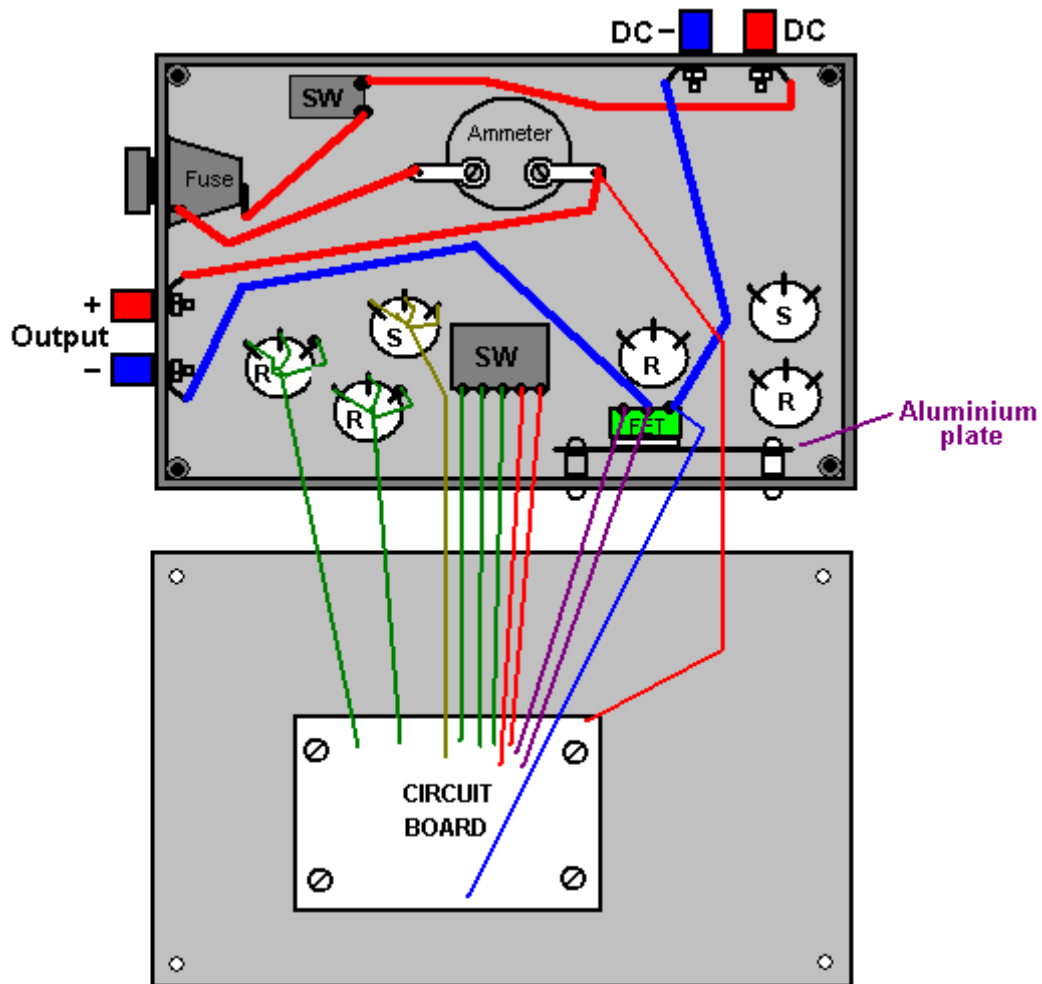 DC- DC
SW
Ammeter
Fuse
+
Output
-
S
S
SW
R
R
R
R
FET
Aluminium
plate
CIRCUIT
BOARD